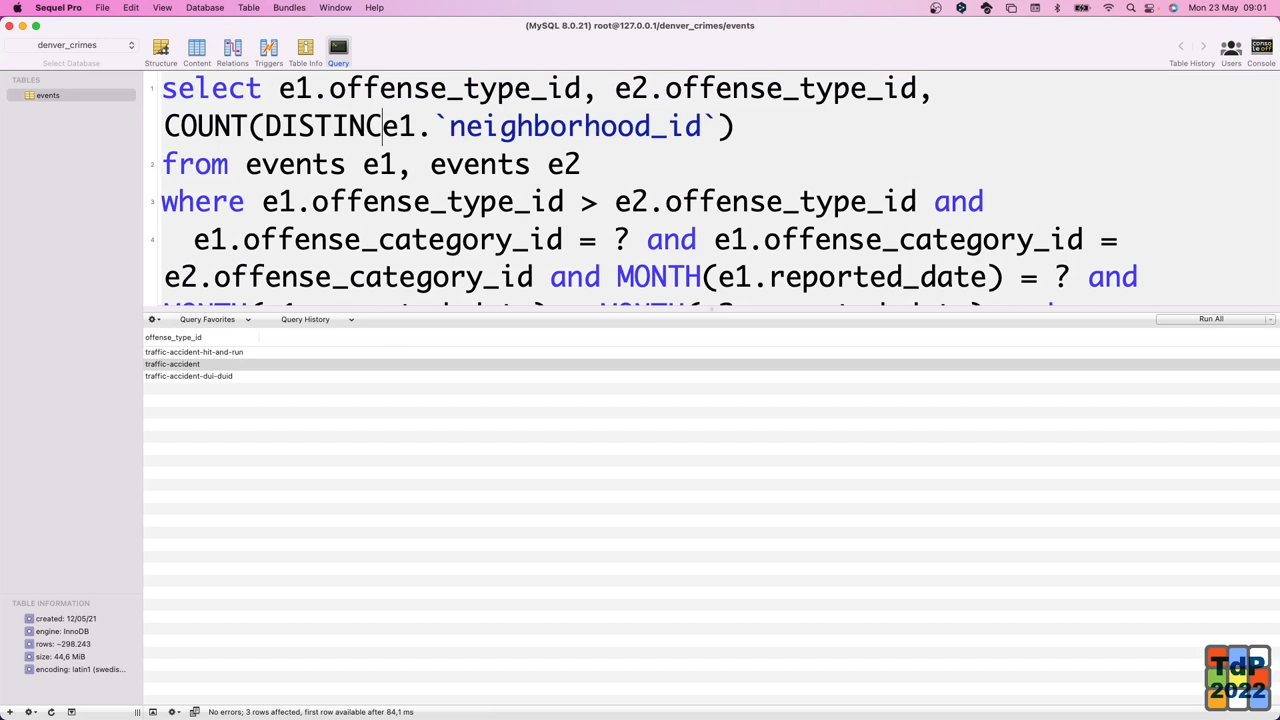 Sequel Pro File Edit View Database Table Bundles Window Help Mon 23 May 09:01
(MySQL 8.0.21) root@127.0.0.1/denver_crimes/events
denver_crimes
Select Database
Structure Content Relations Triggers Table Info Query Table History Users Console
console off
TABLES
events
1 select e1.offense_type_id, e2.offense_type_id,
COUNT(DISTINCe1.`neighborhood_id`)
2 from events e1, events e2
3 where e1.offense_type_id > e2.offense_type_id and
4 e1.offense_category_id = ? and e1.offense_category_id =
e2.offense_category_id and MONTH(e1.reported_date) = ? and
Query Favorites Query History Run All
offense_type_id
traffic-accident-hit-and-run
traffic-accident
traffic-accident-dui-duid
TABLE INFORMATION
created: 12/05/21
engine: InnoDB
rows: ~298.243
size: 44,6 MiB
encoding: latin1 (swedis...
No errors; 3 rows affected, first row available after 84,1 ms
TdP
2022